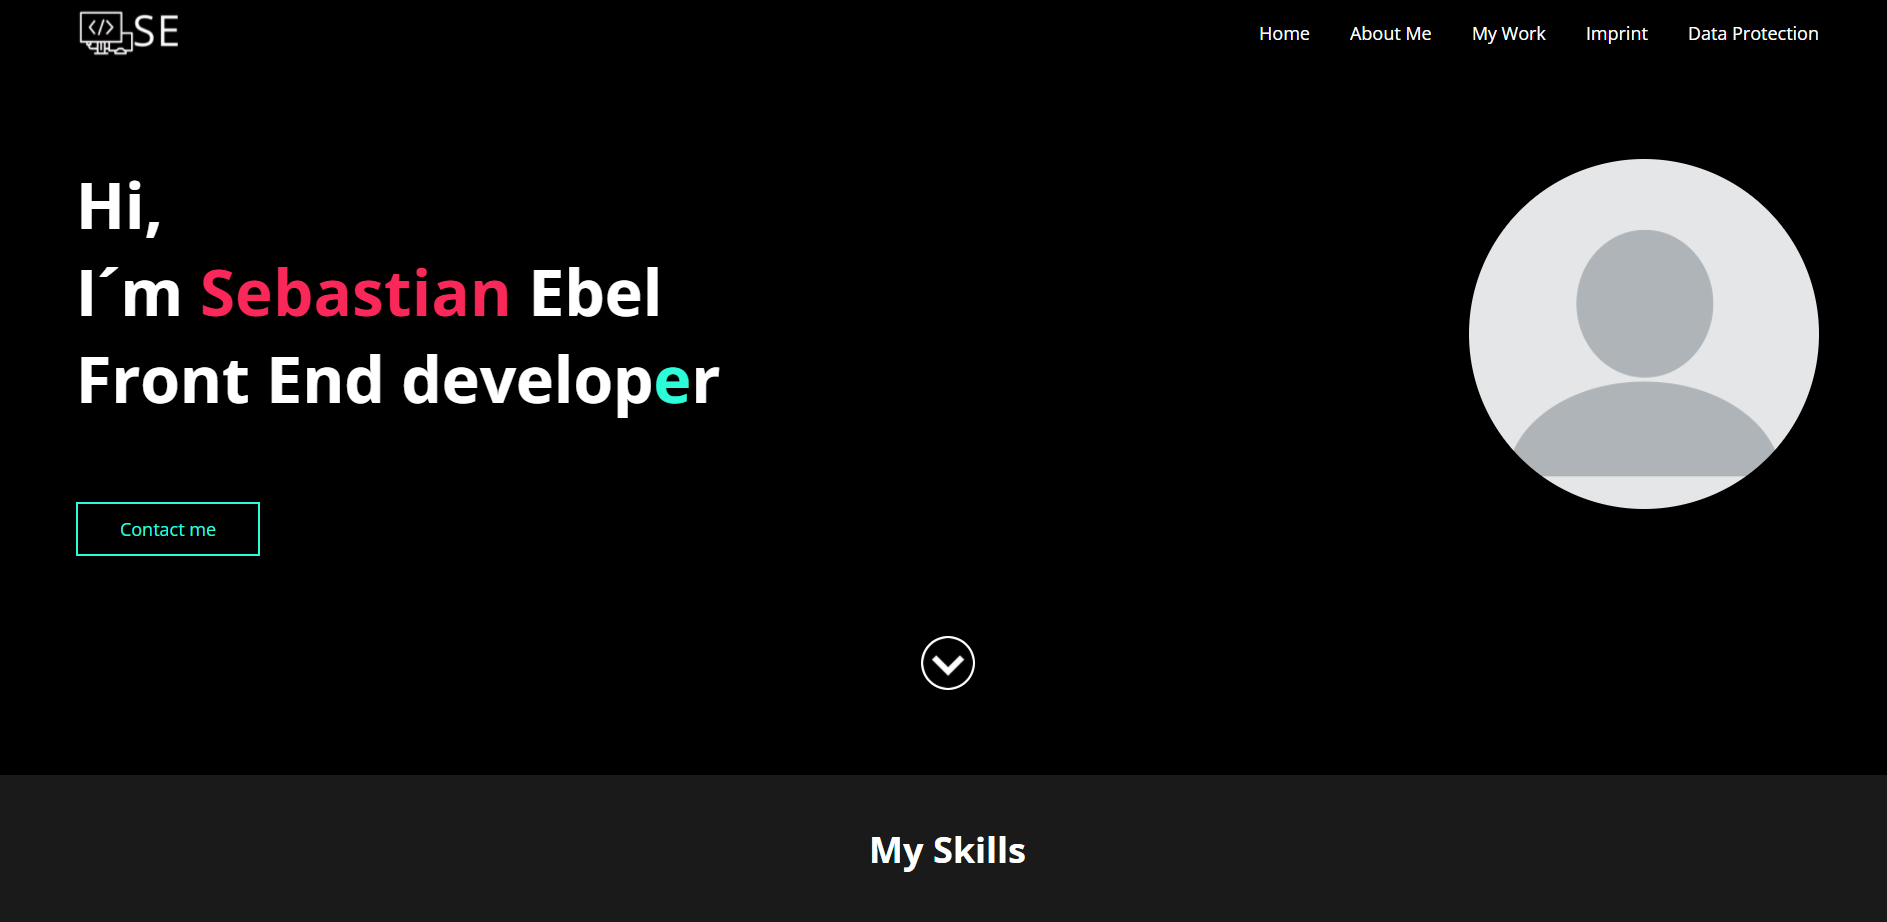 </> SE
Home About Me My Work Imprint Data Protection
Hi,
I´m Sebastian Ebel
Front End developer
Contact me
My Skills